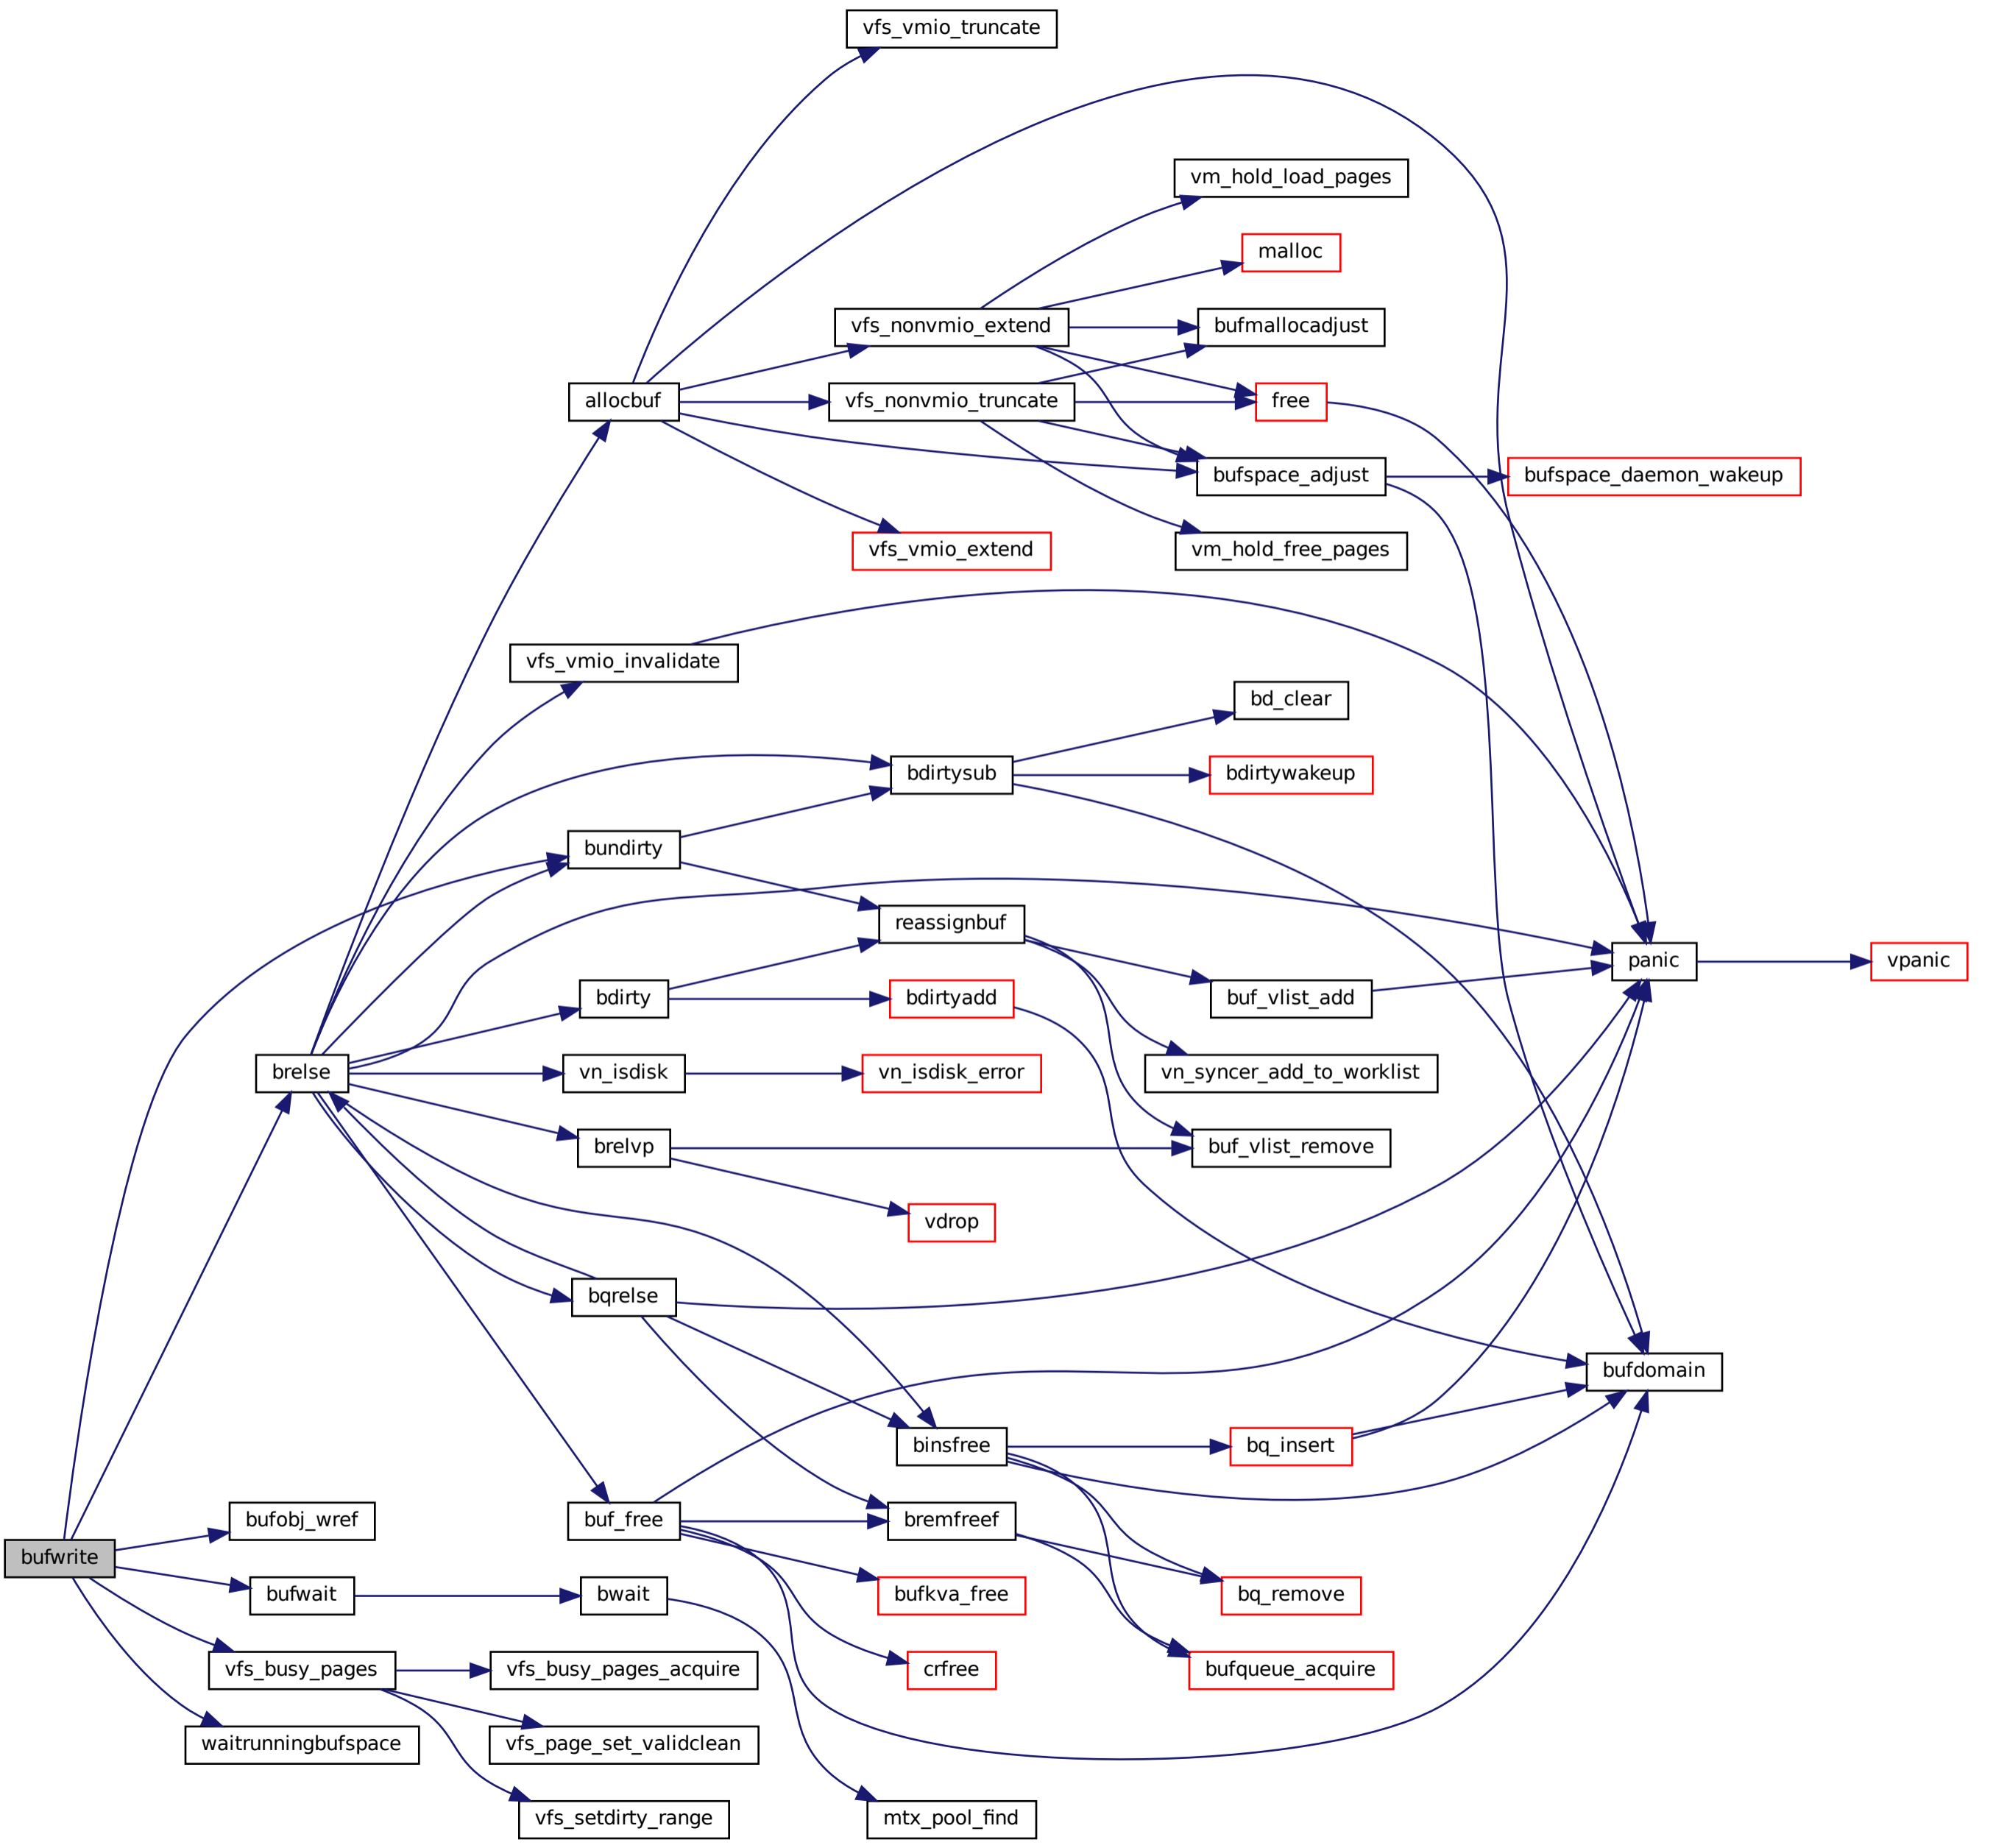 vfs_vmio_truncate
vm_hold_load_pages
malloc
vfs_nonvmio_extend
bufmallocadjust
allocbuf
vfs_nonvmio_truncate
free
bufspace_adjust
bufspace_daemon_wakeup
vfs_vmio_extend
vm_hold_free_pages
vfs_vmio_invalidate
bd_clear
bdirtysub
bdirtywakeup
bundirty
reassignbuf
panic
vpanic
bdirty
bdirtyadd
buf_vlist_add
brelse
vn_isdisk
vn_isdisk_error
vn_syncer_add_to_worklist
brelvp
buf_vlist_remove
vdrop
bqrelse
bufdomain
binsfree
bq_insert
bufobj_wref
buf_free
bremfreef
bufwrite
bufwait
bwait
bufkva_free
bq_remove
vfs_busy_pages
vfs_busy_pages_acquire
crfree
bufqueue_acquire
waitrunningbufspace
vfs_page_set_validclean
vfs_setdirty_range
mtx_pool_find